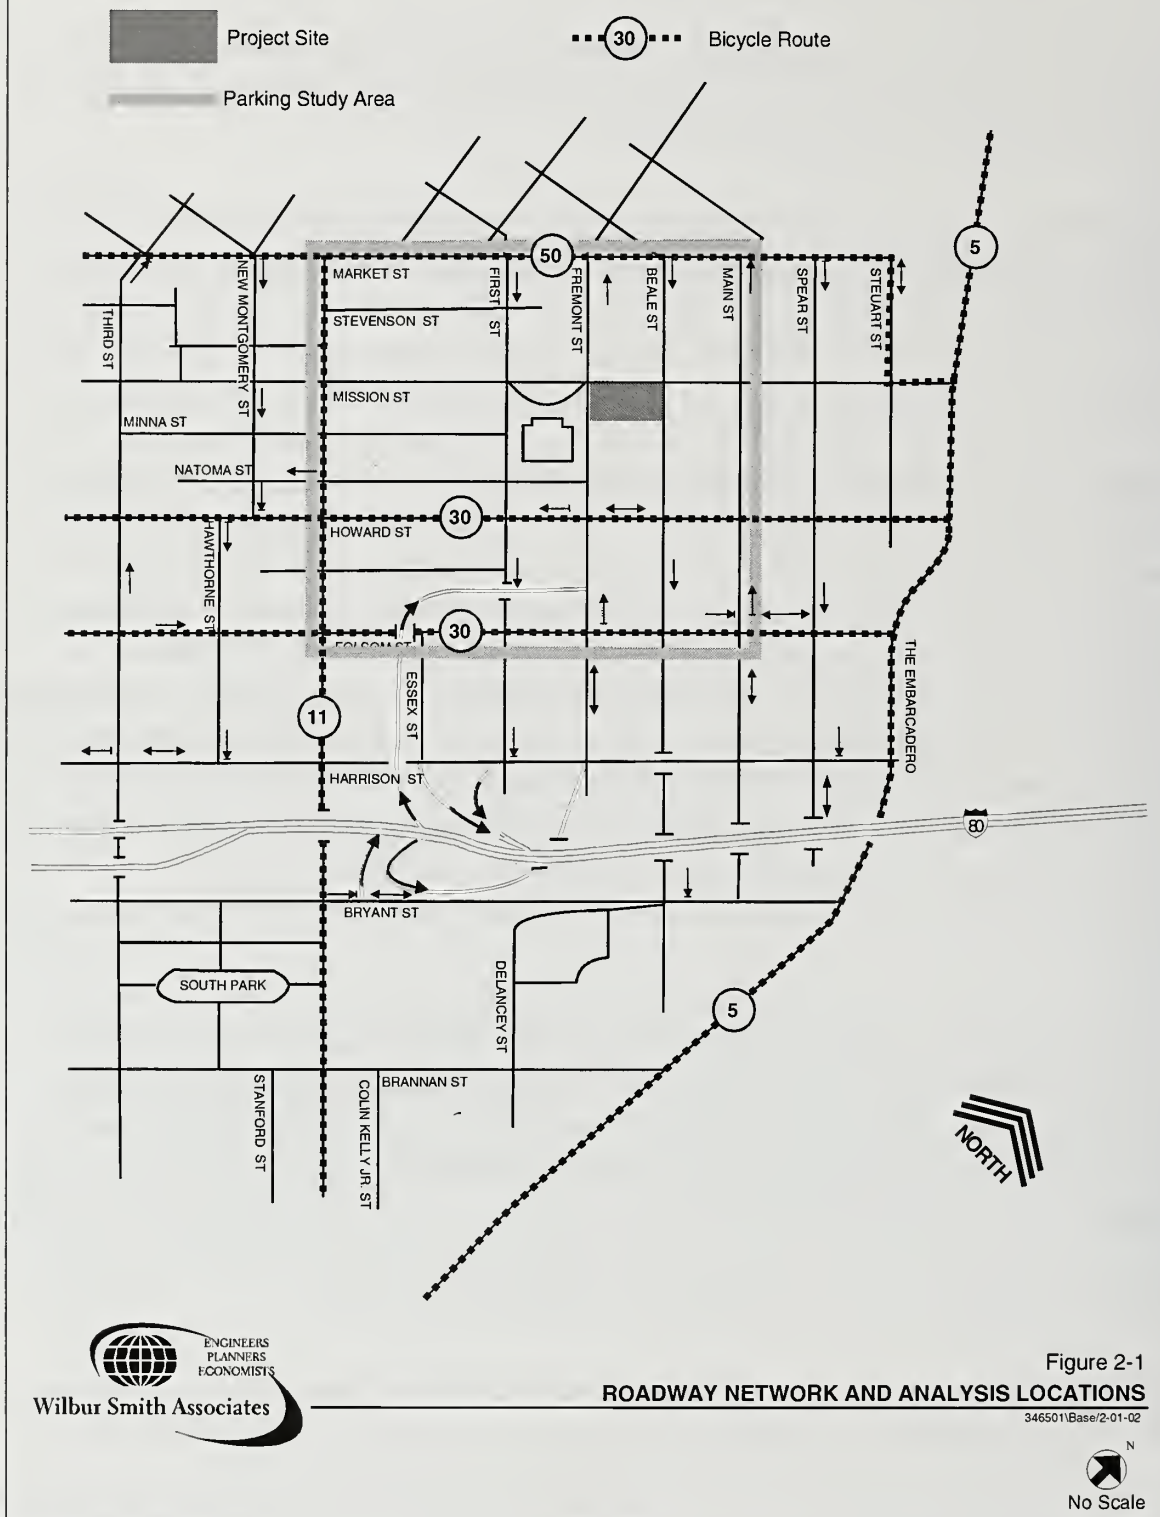 Project Site
30
Bicycle Route
Parking Study Area
5
50
MARKET ST
NEW MONTGOMERY ST
FIRST ST
FREMONT ST
BEALE ST
MAIN ST
SPEAR ST
STEUART ST
THIRD ST
STEVENSON ST
MISSION ST
MINNA ST
NATOMA ST
30
HOWARD ST
HAWTHORNE ST
30
FOLSOM ST
ESSEX ST
THE EMBARCADERO
11
HARRISON ST
80
BRYANT ST
SOUTH PARK
DELANCEY ST
5
BRANNAN ST
STANFORD ST
COLIN KELLY JR. ST
NORTH
ENGINEERS
PLANNERS
ECONOMISTS
Wilbur Smith Associates
Figure 2-1
ROADWAY NETWORK AND ANALYSIS LOCATIONS
346501\Base/2-01-02
N
No Scale